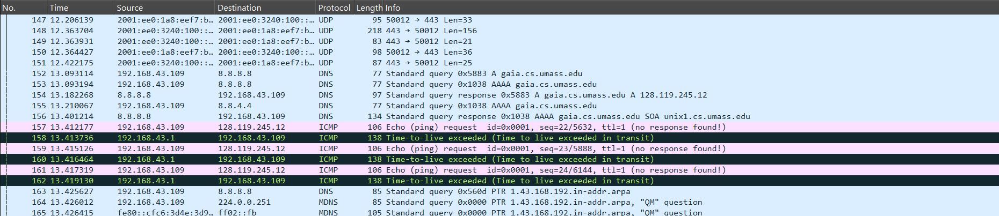 No. Time Source Destination Protocol Length Info
147 12.206139 2001:ee0:1a8:eef7:b… 2001:ee0:3240:100::… UDP 95 50012 → 443 Len=33
148 12.363704 2001:ee0:3240:100::… 2001:ee0:1a8:eef7:b… UDP 218 443 → 50012 Len=156
149 12.363931 2001:ee0:3240:100::… 2001:ee0:1a8:eef7:b… UDP 83 443 → 50012 Len=21
150 12.364427 2001:ee0:1a8:eef7:b… 2001:ee0:3240:100::… UDP 98 50012 → 443 Len=36
151 12.422175 2001:ee0:3240:100::… 2001:ee0:1a8:eef7:b… UDP 87 443 → 50012 Len=25
152 13.093114 192.168.43.109 8.8.8.8 DNS 77 Standard query 0x5883 A gaia.cs.umass.edu
153 13.093194 192.168.43.109 8.8.8.8 DNS 77 Standard query 0x1038 AAAA gaia.cs.umass.edu
154 13.182268 8.8.8.8 192.168.43.109 DNS 97 Standard query response 0x5883 A gaia.cs.umass.edu A 128.119.245.12
155 13.210067 192.168.43.109 8.8.4.4 DNS 77 Standard query 0x1038 AAAA gaia.cs.umass.edu
156 13.401214 8.8.8.8 192.168.43.109 DNS 134 Standard query response 0x1038 AAAA gaia.cs.umass.edu SOA unix1.cs.umass.edu
157 13.412177 192.168.43.109 128.119.245.12 ICMP 106 Echo (ping) request id=0x0001, seq=22/5632, ttl=1 (no response found!)
158 13.413736 192.168.43.1 192.168.43.109 ICMP 138 Time-to-live exceeded (Time to live exceeded in transit)
159 13.415126 192.168.43.109 128.119.245.12 ICMP 106 Echo (ping) request id=0x0001, seq=23/5888, ttl=1 (no response found!)
160 13.416464 192.168.43.1 192.168.43.109 ICMP 138 Time-to-live exceeded (Time to live exceeded in transit)
161 13.417319 192.168.43.109 128.119.245.12 ICMP 106 Echo (ping) request id=0x0001, seq=24/6144, ttl=1 (no response found!)
162 13.419130 192.168.43.1 192.168.43.109 ICMP 138 Time-to-live exceeded (Time to live exceeded in transit)
163 13.425627 192.168.43.109 8.8.8.8 DNS 85 Standard query 0x560d PTR 1.43.168.192.in-addr.arpa
164 13.426012 192.168.43.109 224.0.0.251 MDNS 85 Standard query 0x0000 PTR 1.43.168.192.in-addr.arpa, "QM" question
165 13.426415 fe80::cfc6:3d4e:3d9… ff02::fb MDNS 105 Standard query 0x0000 PTR 1.43.168.192.in-addr.arpa, "QM" question